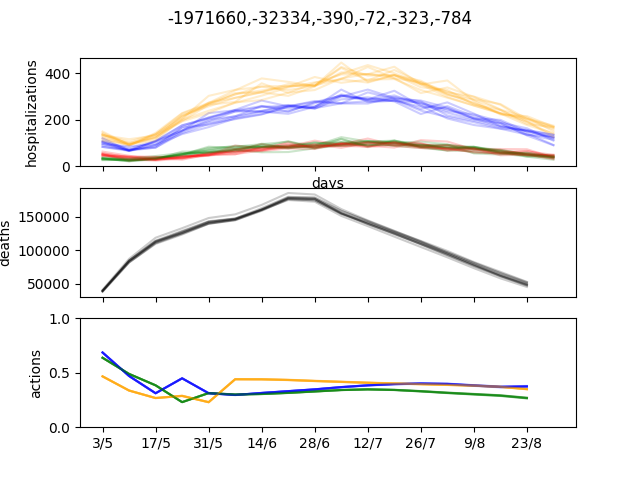 -1971660,-32334,-390,-72,-323,-784
400
200
0
hospitalizations
days
150000
100000
50000
deaths
1.0
0.5
0.0
actions
3/5 17/5 31/5 14/6 28/6 12/7 26/7 9/8 23/8